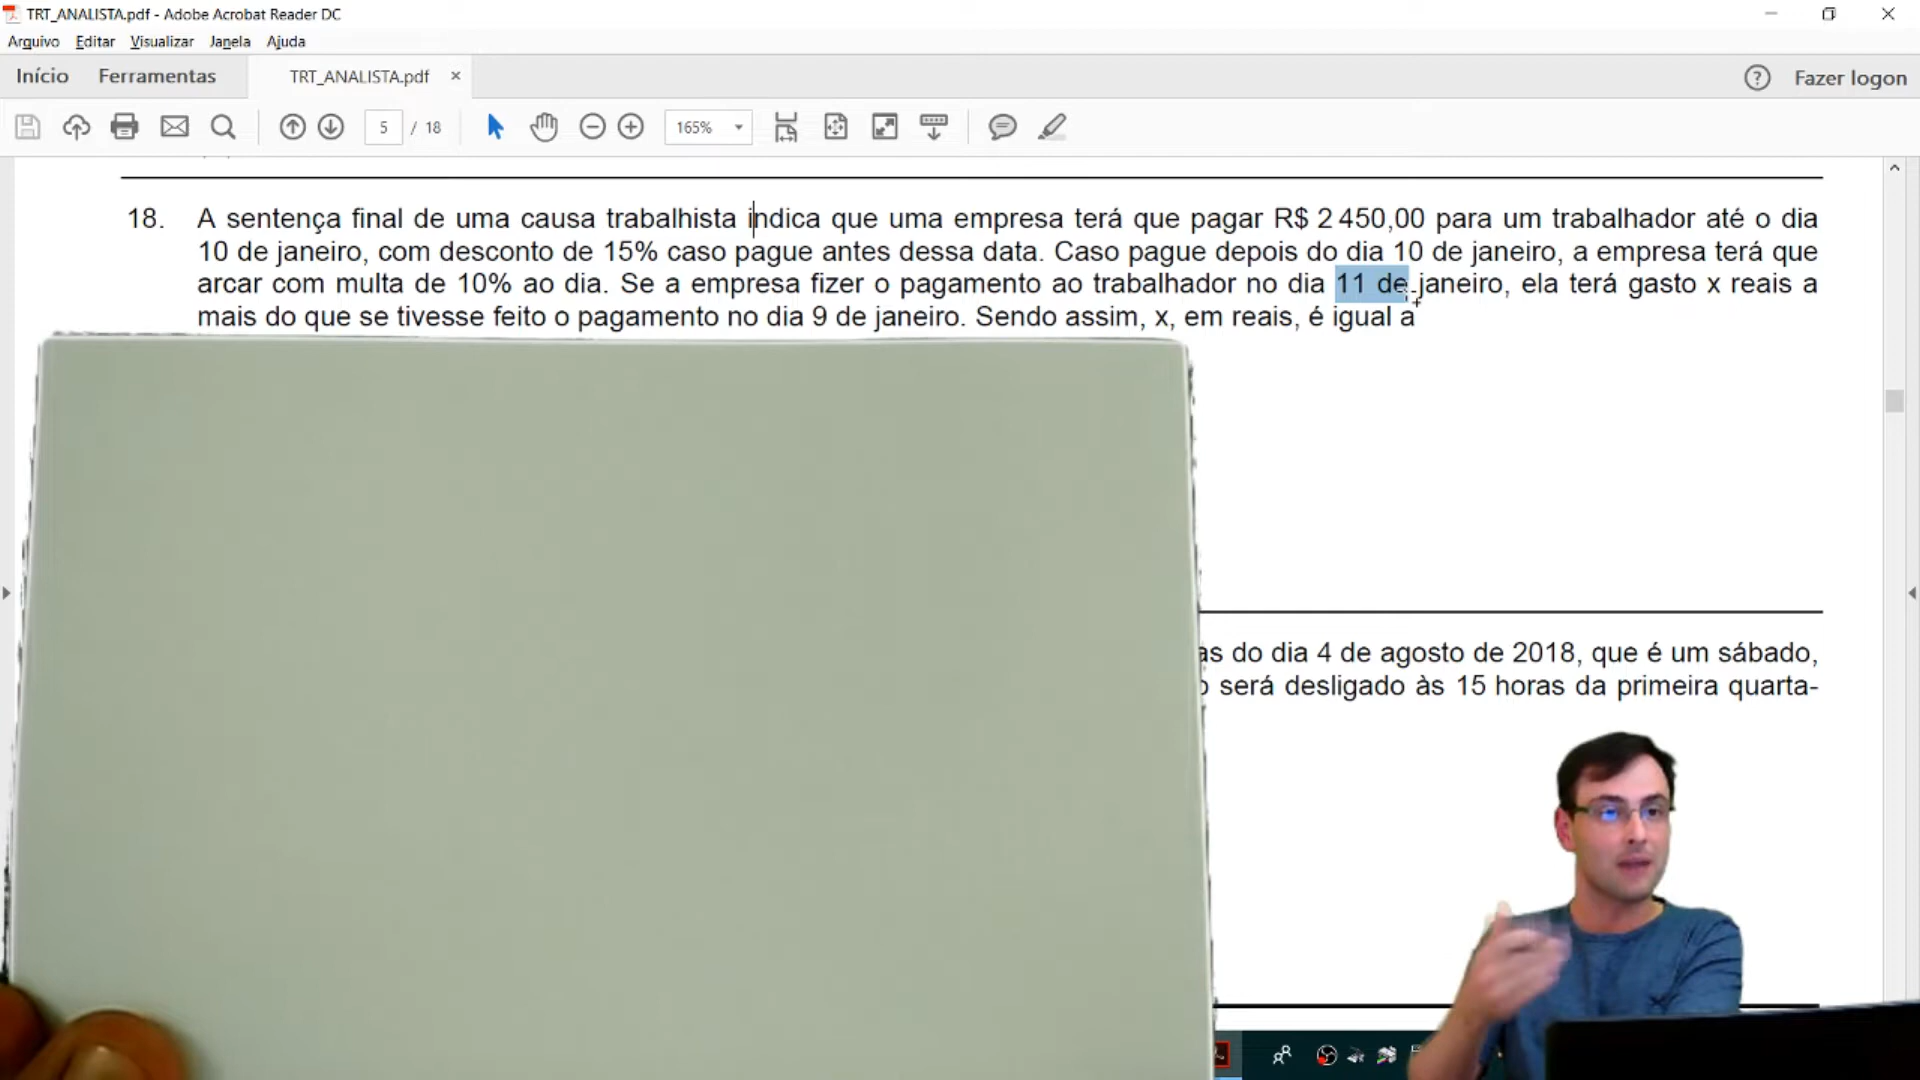 TRT_ANALISTA.pdf - Adobe Acrobat Reader DC
Arquivo Editar Visualizar Janela Ajuda
Início Ferramentas TRT_ANALISTA.pdf × Fazer logon
5 / 18 165%
18. A sentença final de uma causa trabalhista indica que uma empresa terá que pagar R$ 2 450,00 para um trabalhador até o dia
10 de janeiro, com desconto de 15% caso pague antes dessa data. Caso pague depois do dia 10 de janeiro, a empresa terá que
arcar com multa de 10% ao dia. Se a empresa fizer o pagamento ao trabalhador no dia 11 de janeiro, ela terá gasto x reais a
mais do que se tivesse feito o pagamento no dia 9 de janeiro. Sendo assim, x, em reais, é igual a
do dia 4 de agosto de 2018, que é um sábado,
será desligado às 15 horas da primeira quarta-